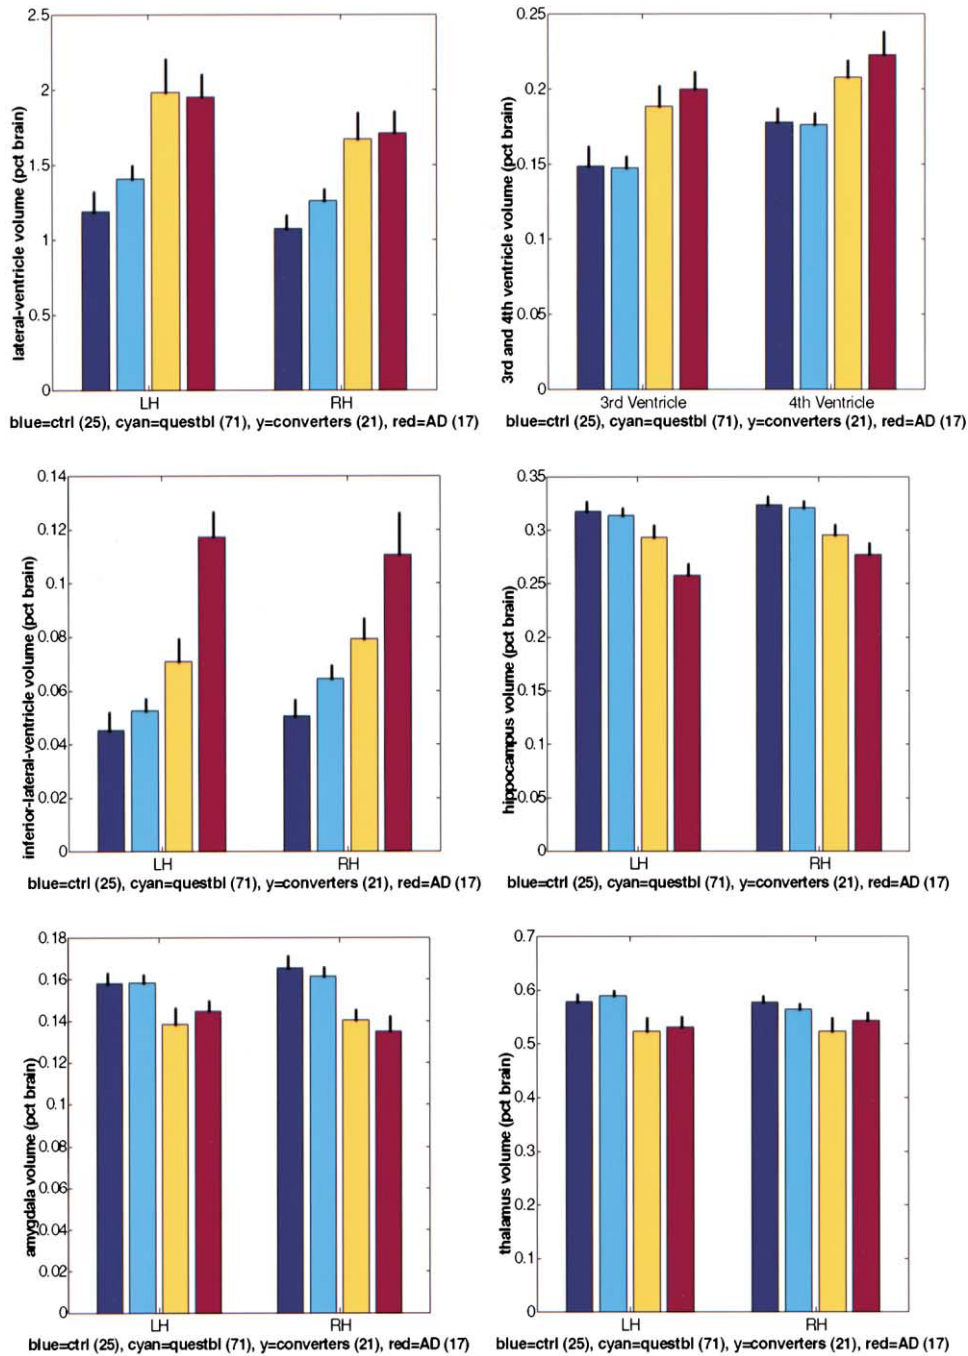 2.5
2
1.5
1
0.5
0
lateral-ventricle volume (pct brain)
LH RH
blue=ctrl (25), cyan=questbl (71), y=converters (21), red=AD (17)
0.25
0.2
0.15
0.1
0.05
0
3rd and 4th ventricle volume (pct brain)
3rd Ventricle 4th Ventricle
blue=ctrl (25), cyan=questbl (71), y=converters (21), red=AD (17)
0.14
0.12
0.1
0.08
0.06
0.04
0.02
0
inferior-lateral-ventricle volume (pct brain)
LH RH
blue=ctrl (25), cyan=questbl (71), y=converters (21), red=AD (17)
0.35
0.3
0.25
0.2
0.15
0.1
0.05
0
hippocampus volume (pct brain)
LH RH
blue=ctrl (25), cyan=questbl (71), y=converters (21), red=AD (17)
0.18
0.16
0.14
0.12
0.1
0.08
0.06
0.04
0.02
0
amygdala volume (pct brain)
LH RH
blue=ctrl (25), cyan=questbl (71), y=converters (21), red=AD (17)
0.7
0.6
0.5
0.4
0.3
0.2
0.1
0
thalamus volume (pct brain)
LH RH
blue=ctrl (25), cyan=questbl (71), y=converters (21), red=AD (17)